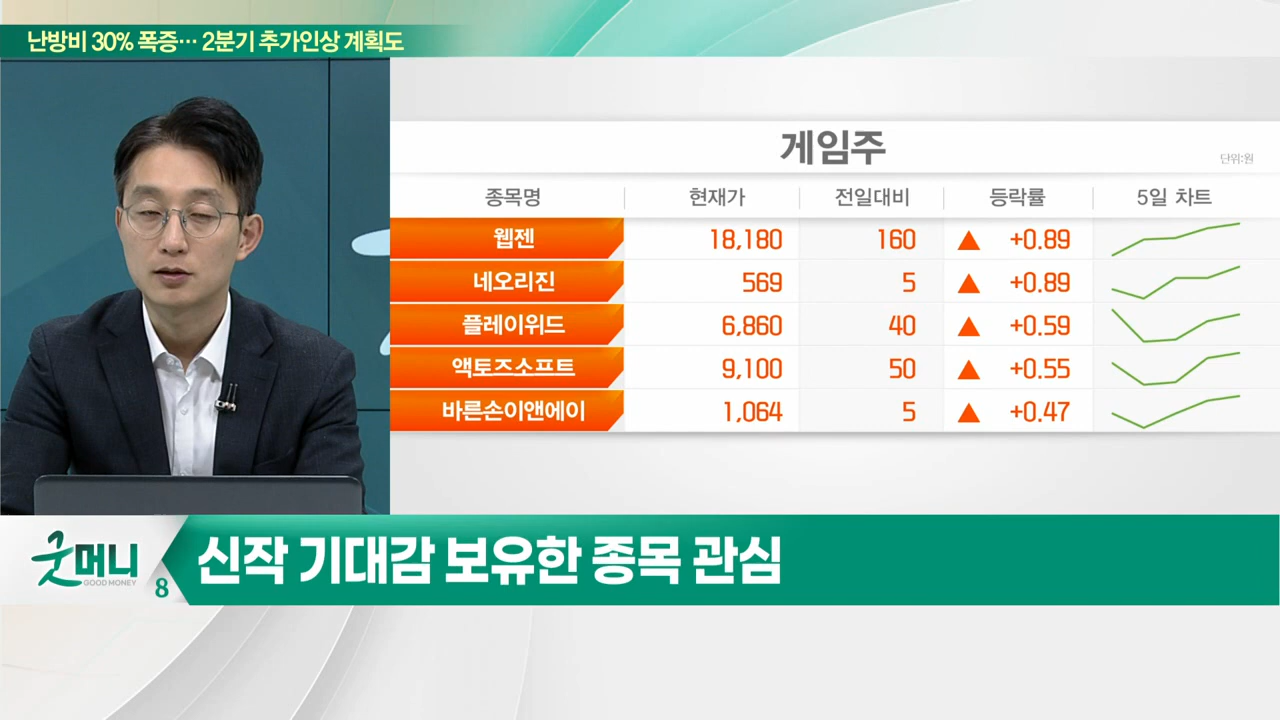 난방비 30% 폭증… 2분기 추가인상 계획도
게임주
단위:원
종목명 현재가 전일대비 등락률 5일 차트
웹젠 18,180 160 ▲ +0.89
네오리진 569 5 ▲ +0.89
플레이위드 6,860 40 ▲ +0.59
액토즈소프트 9,100 50 ▲ +0.55
바른손이앤에이 1,064 5 ▲ +0.47
굿머니
GOOD MONEY
8
신작 기대감 보유한 종목 관심